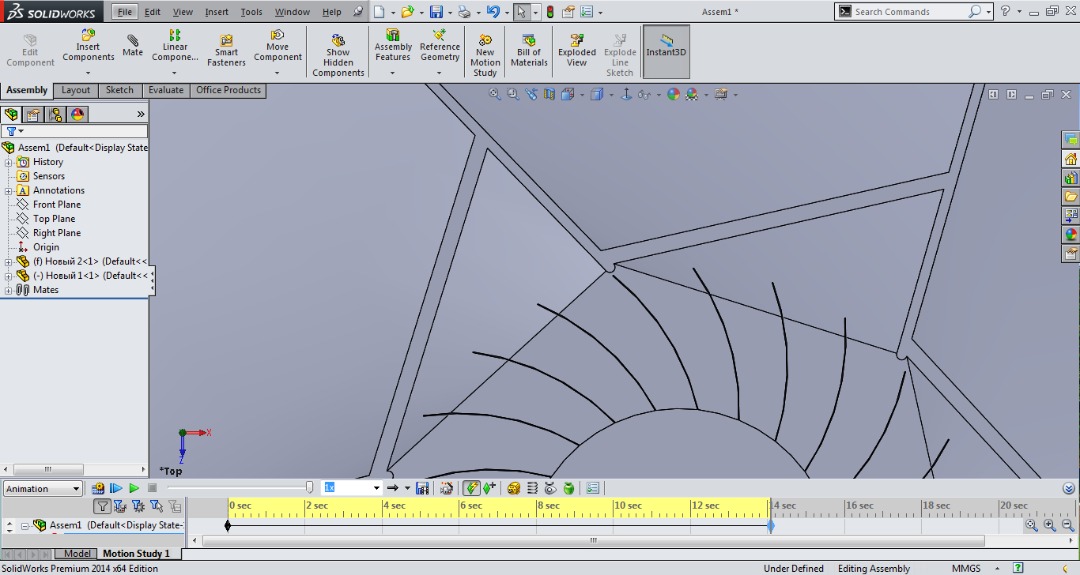 SOLIDWORKS File Edit View Insert Tools Window Help Assem1 * Search Commands
Edit Component
Insert Components
Mate
Linear Compone...
Smart Fasteners
Move Component
Show Hidden Components
Assembly Features
Reference Geometry
New Motion Study
Bill of Materials
Exploded View
Explode Line Sketch
Instant3D
Assembly Layout Sketch Evaluate Office Products
Assem1 (Default<Display State
History
Sensors
Annotations
Front Plane
Top Plane
Right Plane
Origin
(f) Новый 2<1> (Default<<
(-) Новый 1<1> (Default<<
Mates
X
Z
*Top
Animation 1x
0 sec 2 sec 4 sec 6 sec 8 sec 10 sec 12 sec 14 sec 16 sec 18 sec 20 sec
Assem1 (Default<Display State-
Model Motion Study 1
SolidWorks Premium 2014 x64 Edition Under Defined Editing Assembly MMGS